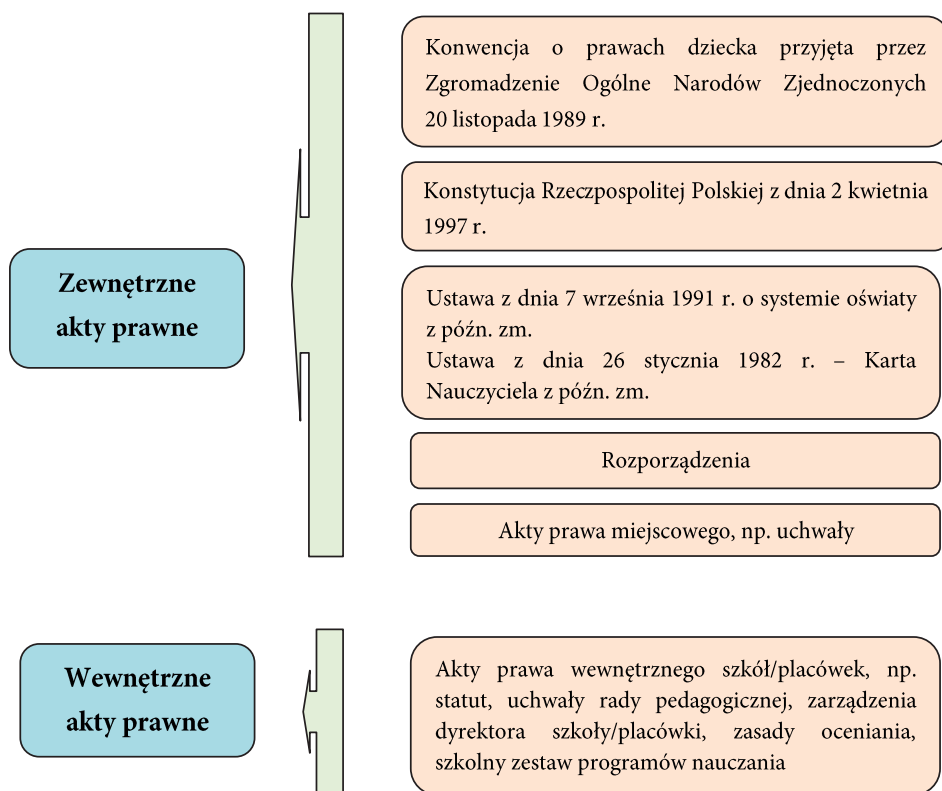 Konwencja o prawach dziecka przyjęta przez
Zgromadzenie Ogólne Narodów Zjednoczonych
20 listopada 1989 r.
Konstytucja Rzeczpospolitej Polskiej z dnia 2 kwietnia
1997 r.
Zewnętrzne
akty prawne
Ustawa z dnia 7 września 1991 r. o systemie oświaty
z późn. zm.
Ustawa z dnia 26 stycznia 1982 r. – Karta
Nauczyciela z późn. zm.
Rozporządzenia
Akty prawa miejscowego, np. uchwały
Wewnętrzne
akty prawne
Akty prawa wewnętrznego szkół/placówek, np.
statut, uchwały rady pedagogicznej, zarządzenia
dyrektora szkoły/placówki, zasady oceniania,
szkolny zestaw programów nauczania